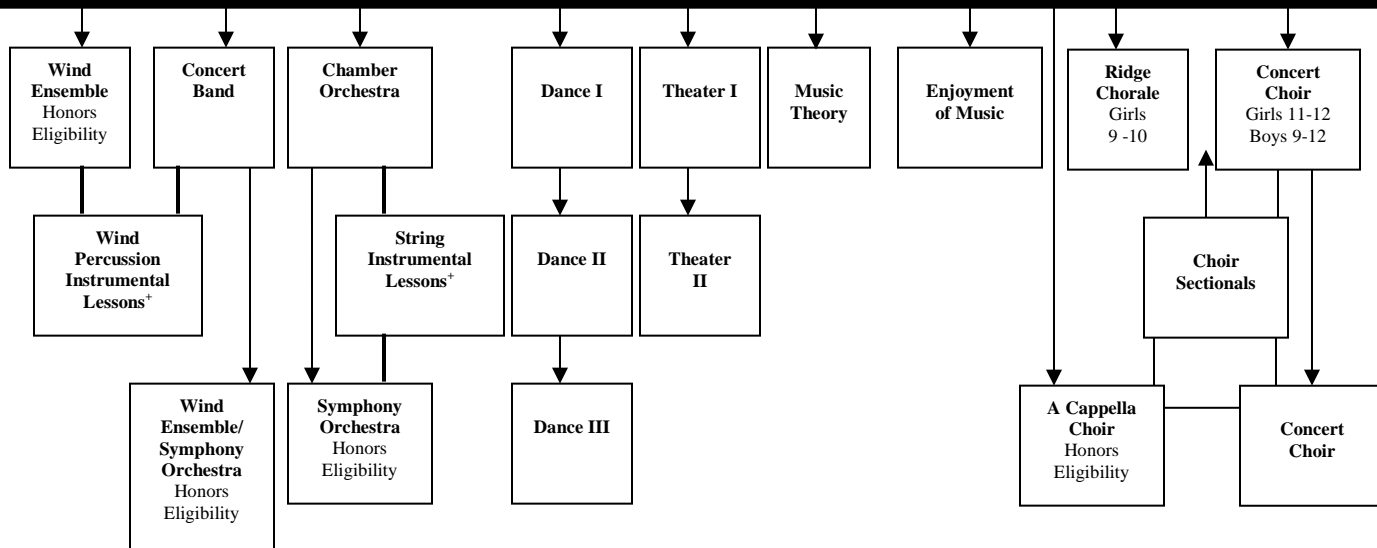 Wind
Ensemble
Honors
Eligibility
Concert
Band
Chamber
Orchestra
Dance I
Theater I
Music
Theory
Enjoyment
of Music
Ridge
Chorale
Girls
9 -10
Concert
Choir
Girls 11-12
Boys 9-12
Wind
Percussion
Instrumental
Lessons+
String
Instrumental
Lessons+
Dance II
Theater
II
Choir
Sectionals
Wind
Ensemble/
Symphony
Orchestra
Honors
Eligibility
Symphony
Orchestra
Honors
Eligibility
Dance III
A Cappella
Choir
Honors
Eligibility
Concert
Choir